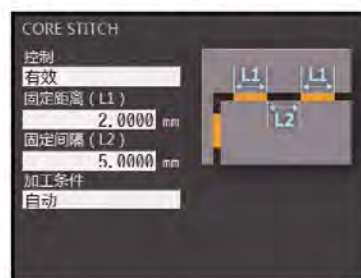 CORE STITCH
控制
有效
固定距离 ( L1 )
2.0000 mm
固定间隔 ( L2 )
5.0000 mm
加工条件
自动
L1 L1
L2